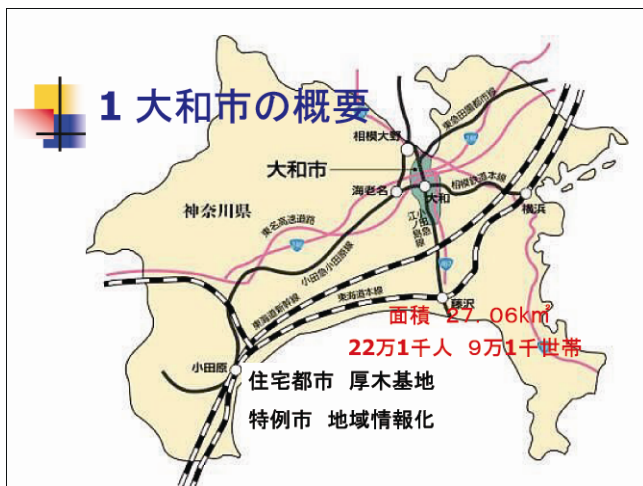 1 大和市の概要
東急田園都市線
相模大野
大和市
海老名
大和
相模鉄道本線
横浜
神奈川県
東名高速道路
小田急江ノ島線
小田急小田原線
東海道新幹線
東海道本線
藤沢
面積 27.06k㎡
22万1千人 9万1千世帯
小田原
住宅都市 厚木基地
特例市 地域情報化